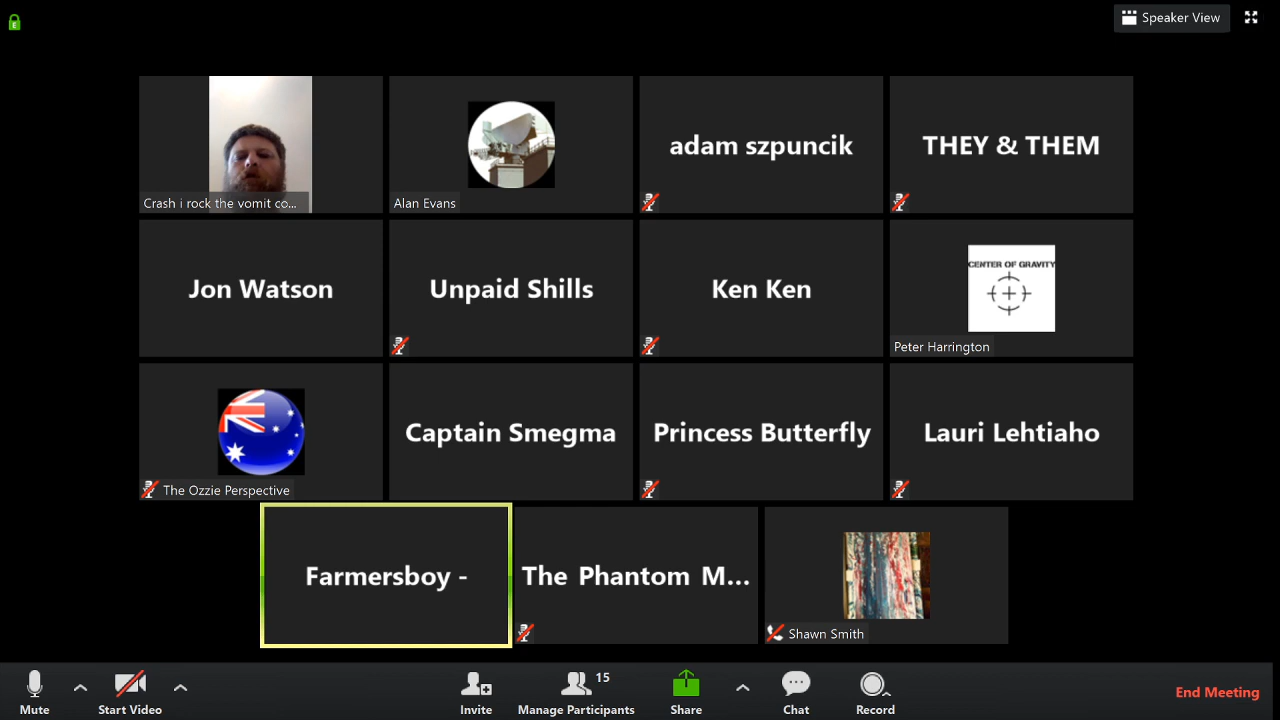 E
Speaker View
Crash i rock the vomit co...
Alan Evans
adam szpuncik
THEY & THEM
Jon Watson
Unpaid Shills
Ken Ken
CENTER OF GRAVITY
Peter Harrington
The Ozzie Perspective
Captain Smegma
Princess Butterfly
Lauri Lehtiaho
Farmersboy -
The Phantom M...
Shawn Smith
Mute
Start Video
Invite
15
Manage Participants
Share
Chat
Record
End Meeting